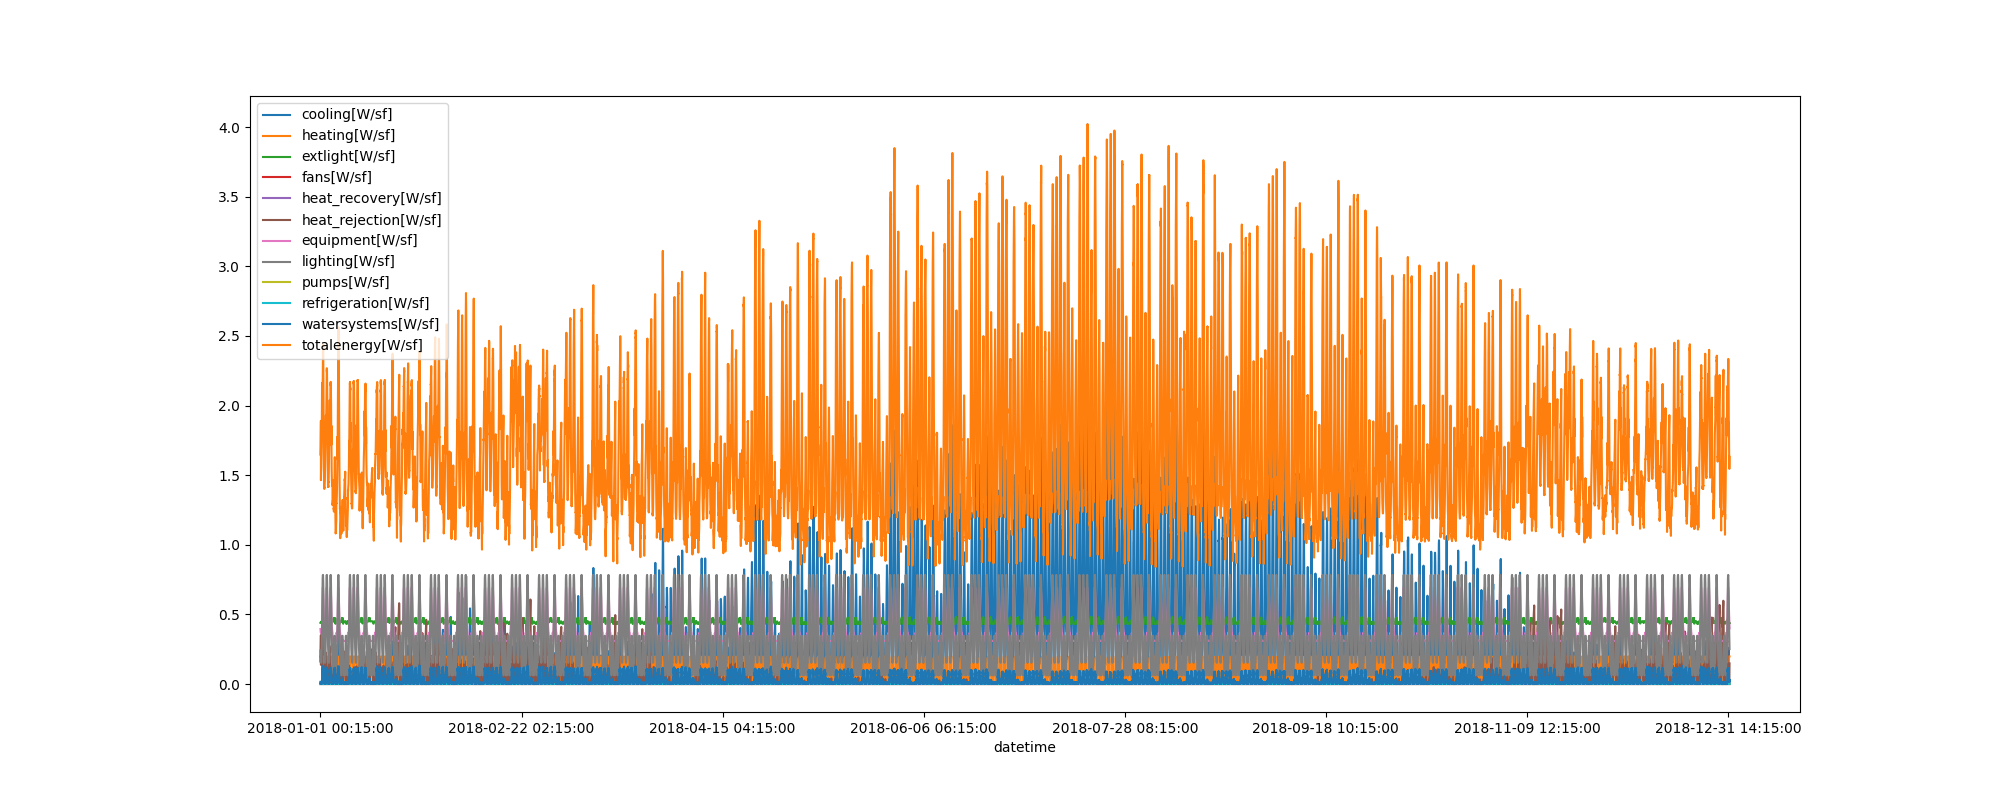 cooling[W/sf]
heating[W/sf]
extlight[W/sf]
fans[W/sf]
heat_recovery[W/sf]
heat_rejection[W/sf]
equipment[W/sf]
lighting[W/sf]
pumps[W/sf]
refrigeration[W/sf]
watersystems[W/sf]
totalenergy[W/sf]
4.0
3.5
3.0
2.5
2.0
1.5
1.0
0.5
0.0
2018-01-01 00:15:00 2018-02-22 02:15:00 2018-04-15 04:15:00 2018-06-06 06:15:00 2018-07-28 08:15:00 2018-09-18 10:15:00 2018-11-09 12:15:00 2018-12-31 14:15:00
datetime